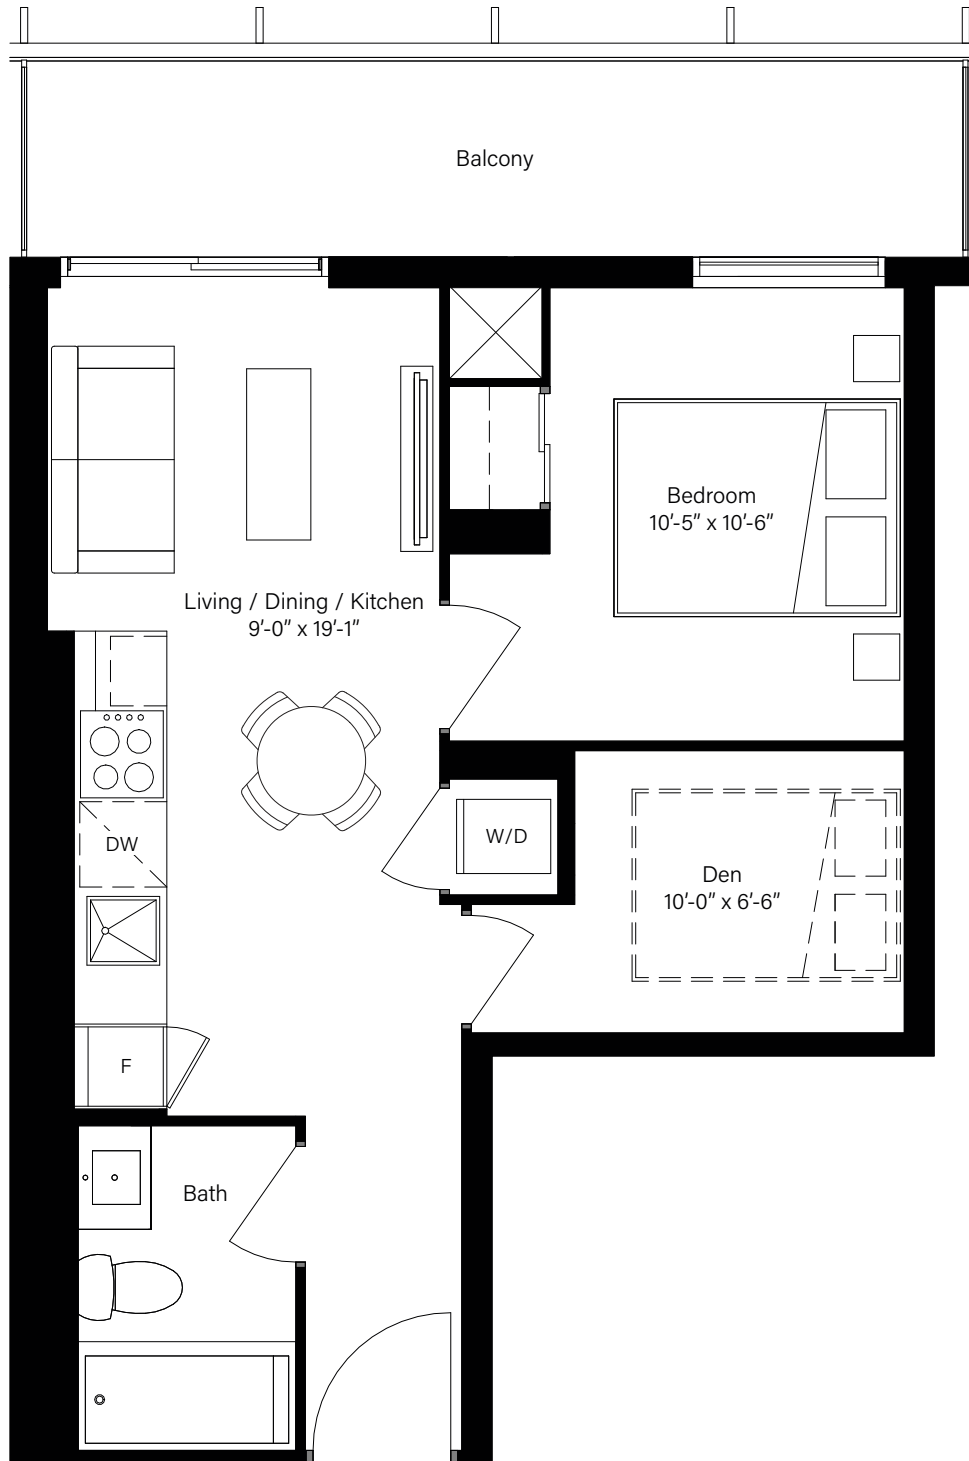 Balcony
Bedroom
10'-5" x 10'-6"
Living / Dining / Kitchen
9'-0" x 19'-1"
DW
W/D
Den
10'-0" x 6'-6"
F
Bath